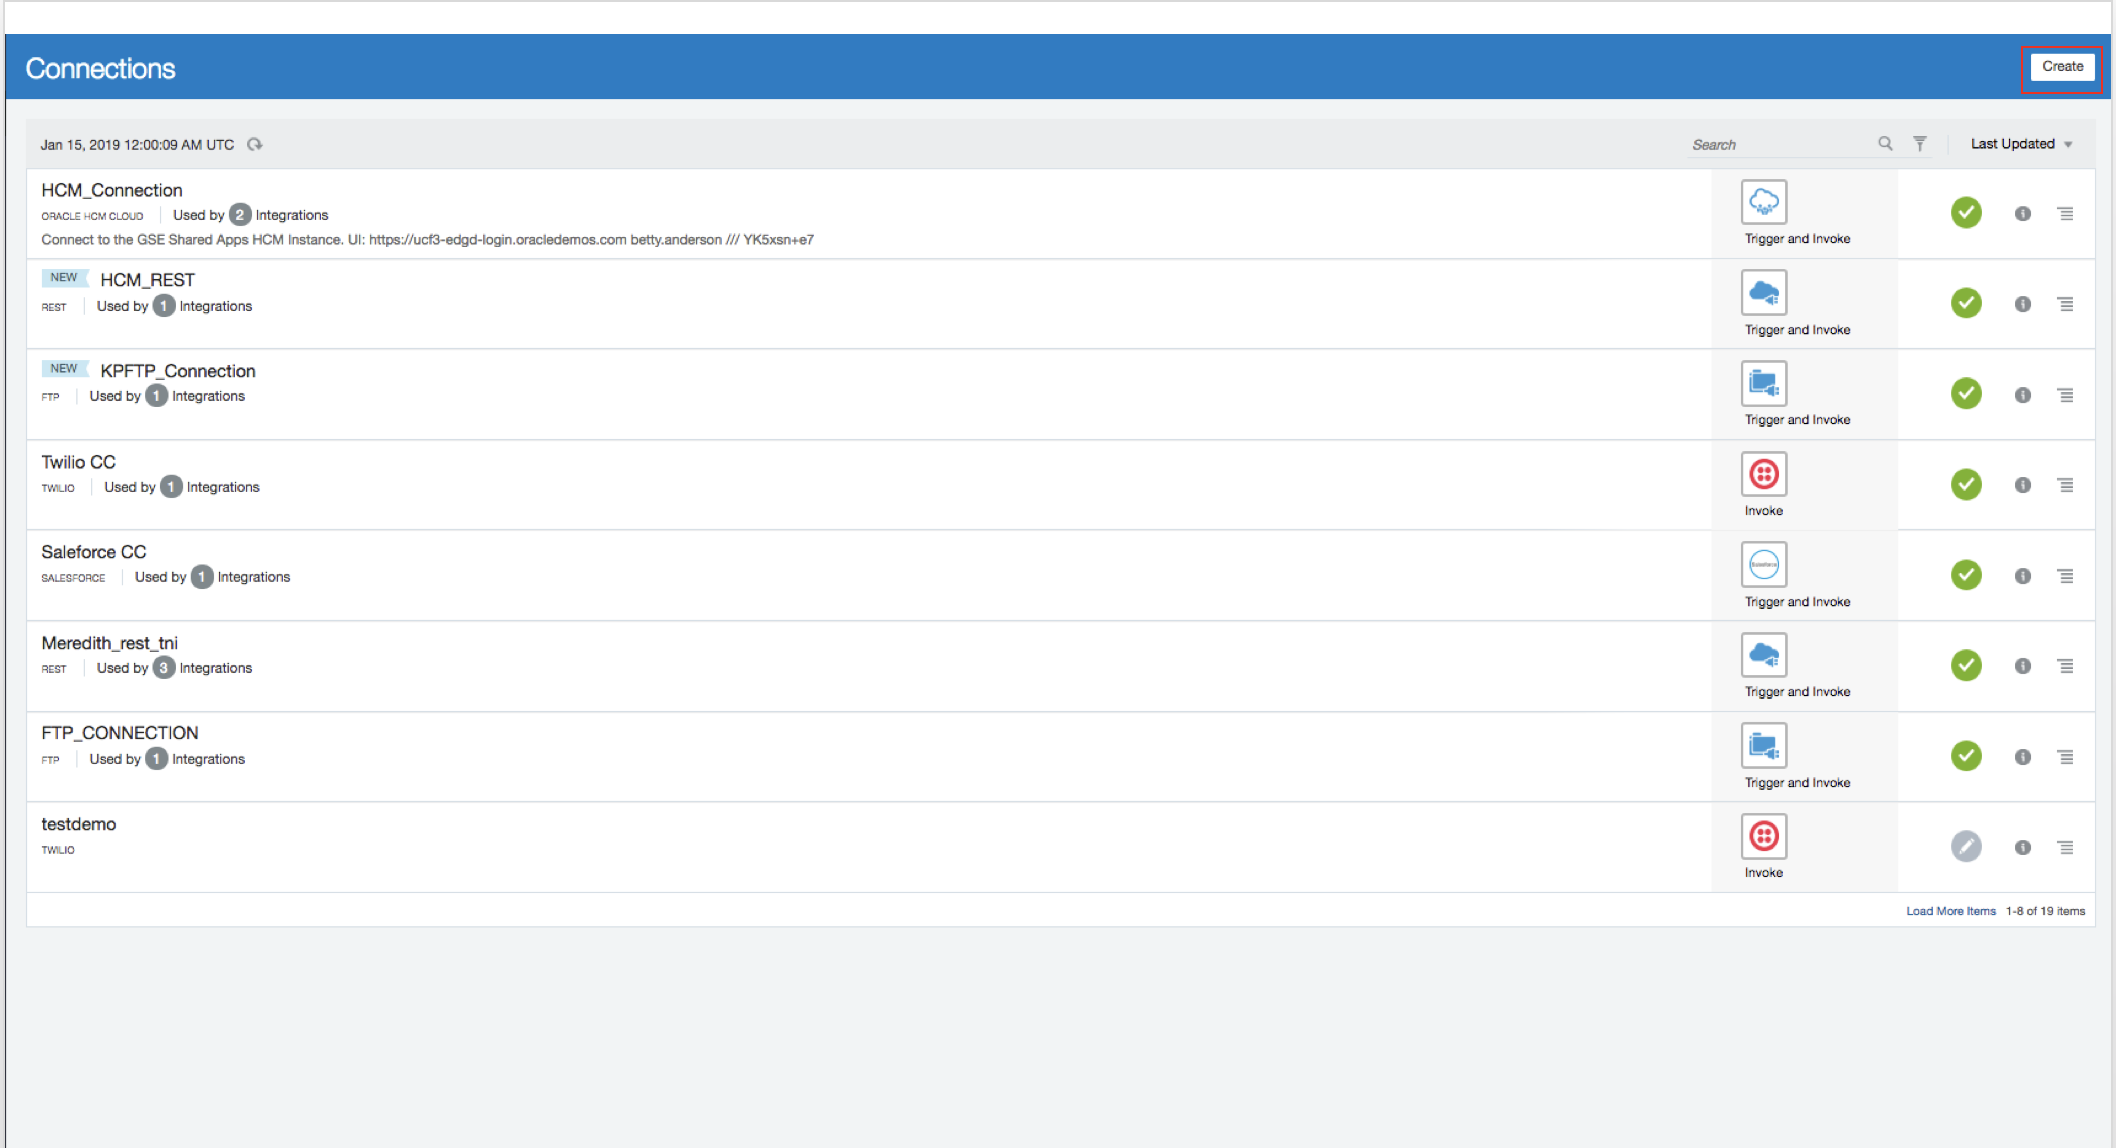 Connections
Create
Jan 15, 2019 12:00:09 AM UTC
Search
Last Updated
HCM_Connection
ORACLE HCM CLOUD Used by 2 Integrations
Connect to the GSE Shared Apps HCM Instance. UI: https://ucf3-edgd-login.oracledemos.com betty.anderson /// YK5xsn+e7
Trigger and Invoke
NEW HCM_REST
REST Used by 1 Integrations
Trigger and Invoke
NEW KPFTP_Connection
FTP Used by 1 Integrations
Trigger and Invoke
Twilio CC
TWILIO Used by 1 Integrations
Invoke
Saleforce CC
SALESFORCE Used by 1 Integrations
Salesforce
Trigger and Invoke
Meredith_rest_tni
REST Used by 3 Integrations
Trigger and Invoke
FTP_CONNECTION
FTP Used by 1 Integrations
Trigger and Invoke
testdemo
TWILIO
Invoke
Load More Items 1-8 of 19 items